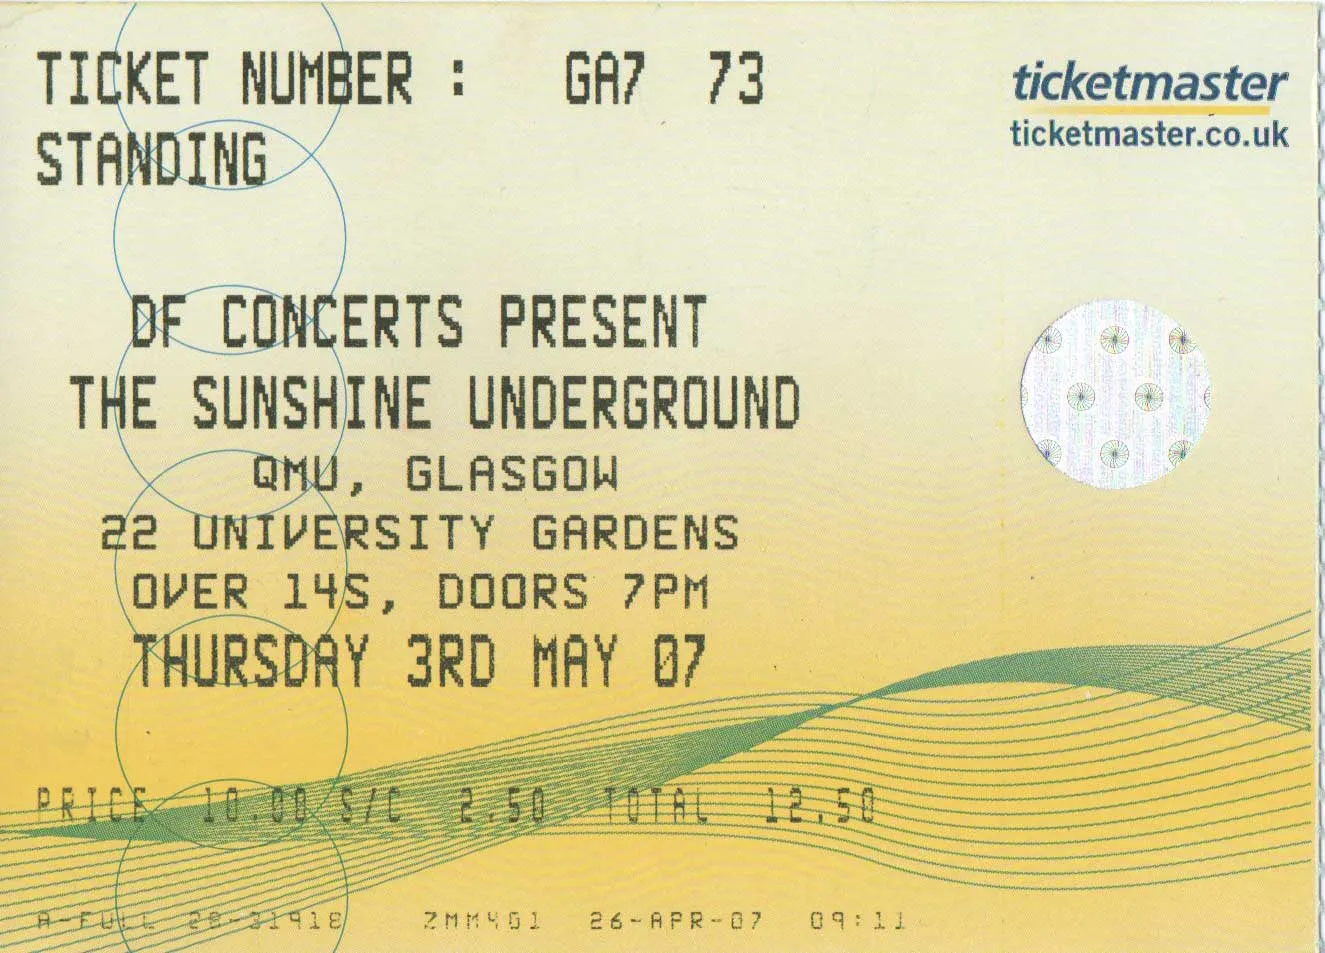 TICKET NUMBER : GA7 73
STANDING
ticketmaster
ticketmaster.co.uk
DF CONCERTS PRESENT
THE SUNSHINE UNDERGROUND
QMU, GLASGOW
22 UNIVERSITY GARDENS
OVER 14S, DOORS 7PM
THURSDAY 3RD MAY 07
PRICE 10.00 S/C 2.50 TOTAL 12.50
A-FULL 28-31918 ZMM401 26-APR-07 09:11